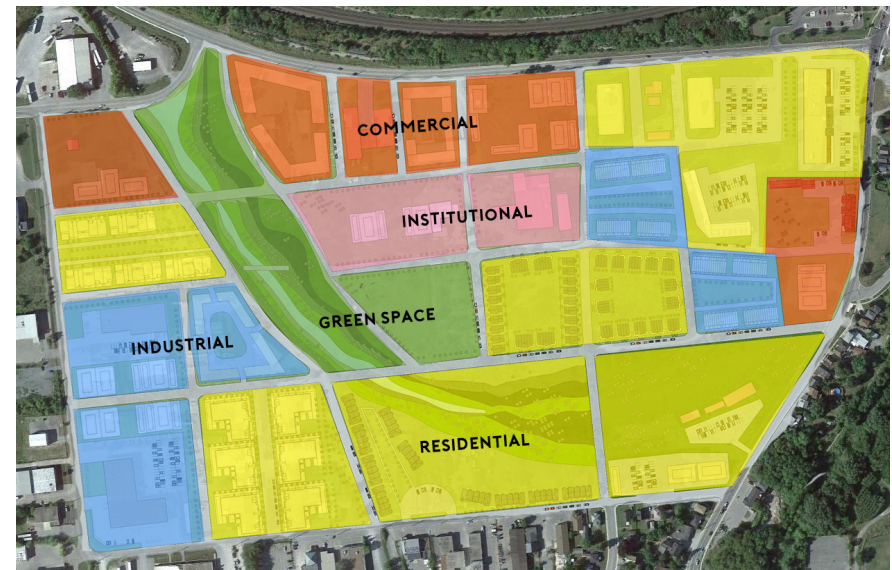 COMMERCIAL
INSTITUTIONAL
GREEN SPACE
INDUSTRIAL
RESIDENTIAL